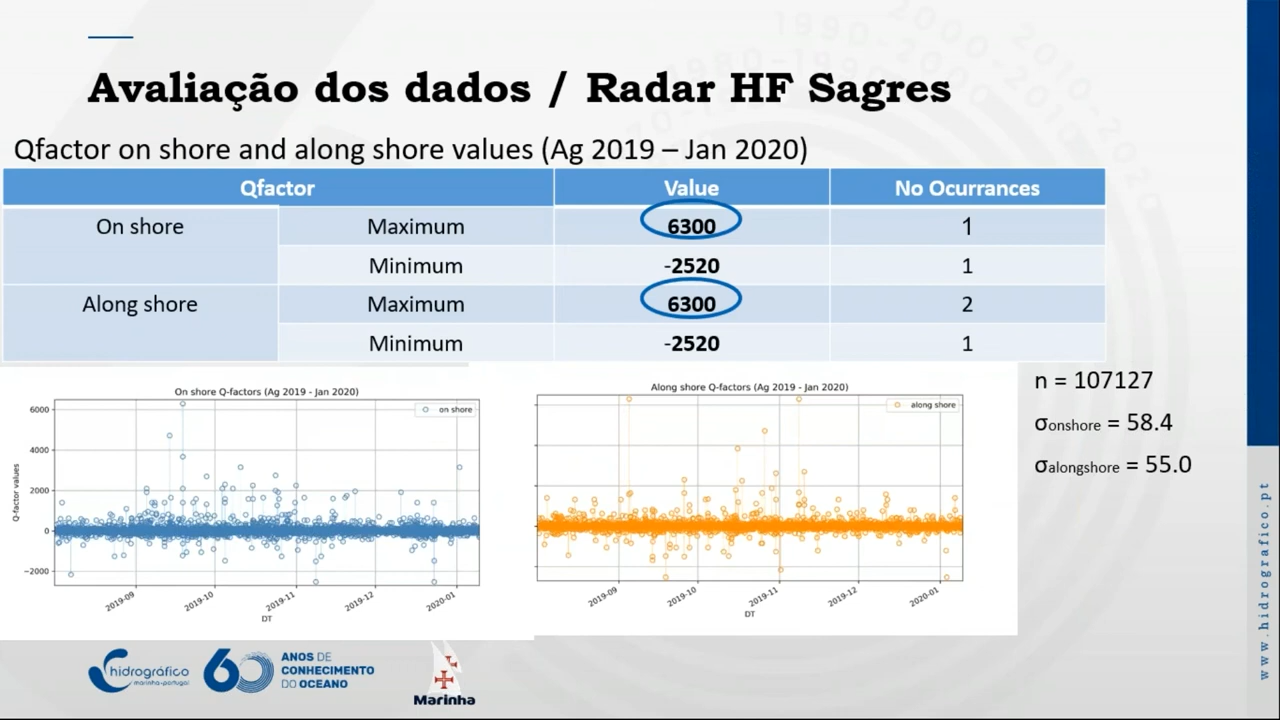 Avaliação dos dados / Radar HF Sagres
Qfactor on shore and along shore values (Ag 2019 – Jan 2020)
Qfactor Value No Ocurrances
On shore Maximum 6300 1
Minimum -2520 1
Along shore Maximum 6300 2
Minimum -2520 1
n = 107127
σonshore = 58.4
σalongshore = 55.0
On shore Q-factors (Ag 2019 - Jan 2020)
on shore
Q-factor values
6000
4000
2000
0
−2000
2019-09 2019-10 2019-11 2019-12 2020-01
DT
Along shore Q-factors (Ag 2019 - Jan 2020)
along shore
2019-09 2019-10 2019-11 2019-12 2020-01
DT
hidrográfico
marinha-portugal
60
ANOS DE
CONHECIMENTO
DO OCEANO
Marinha
www.hidrografico.pt